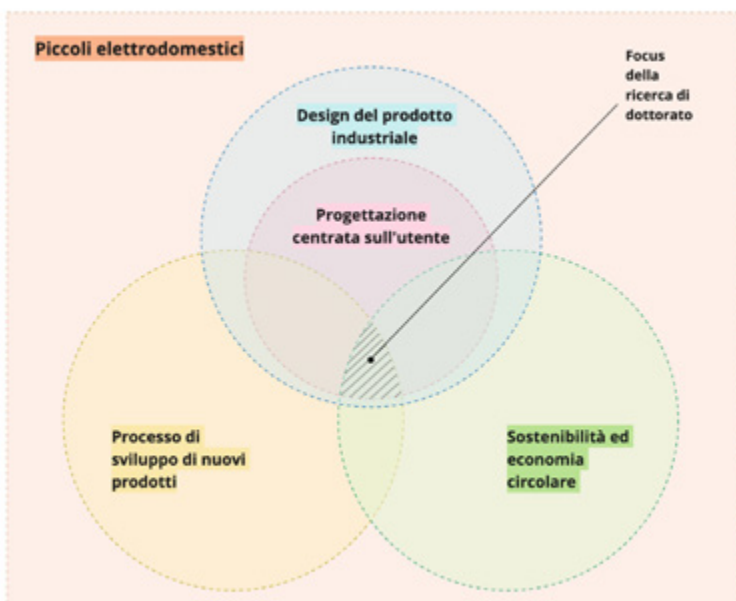 Piccoli elettrodomestici
Focus
della
ricerca di
dottorato
Design del prodotto
industriale
Progettazione
centrata sull'utente
Processo di
sviluppo di nuovi
prodotti
Sostenibilità ed
economia
circolare